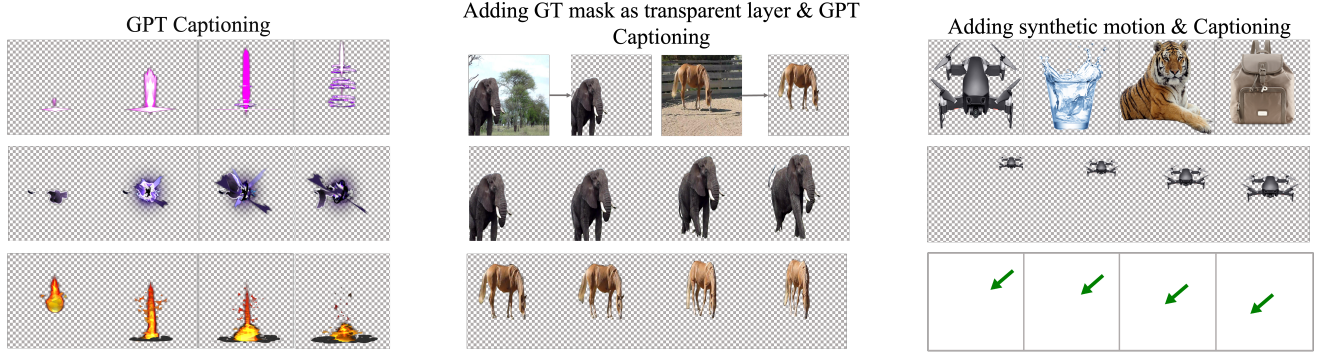 GPT Captioning
Adding GT mask as transparent layer & GPT
Captioning
Adding synthetic motion & Captioning